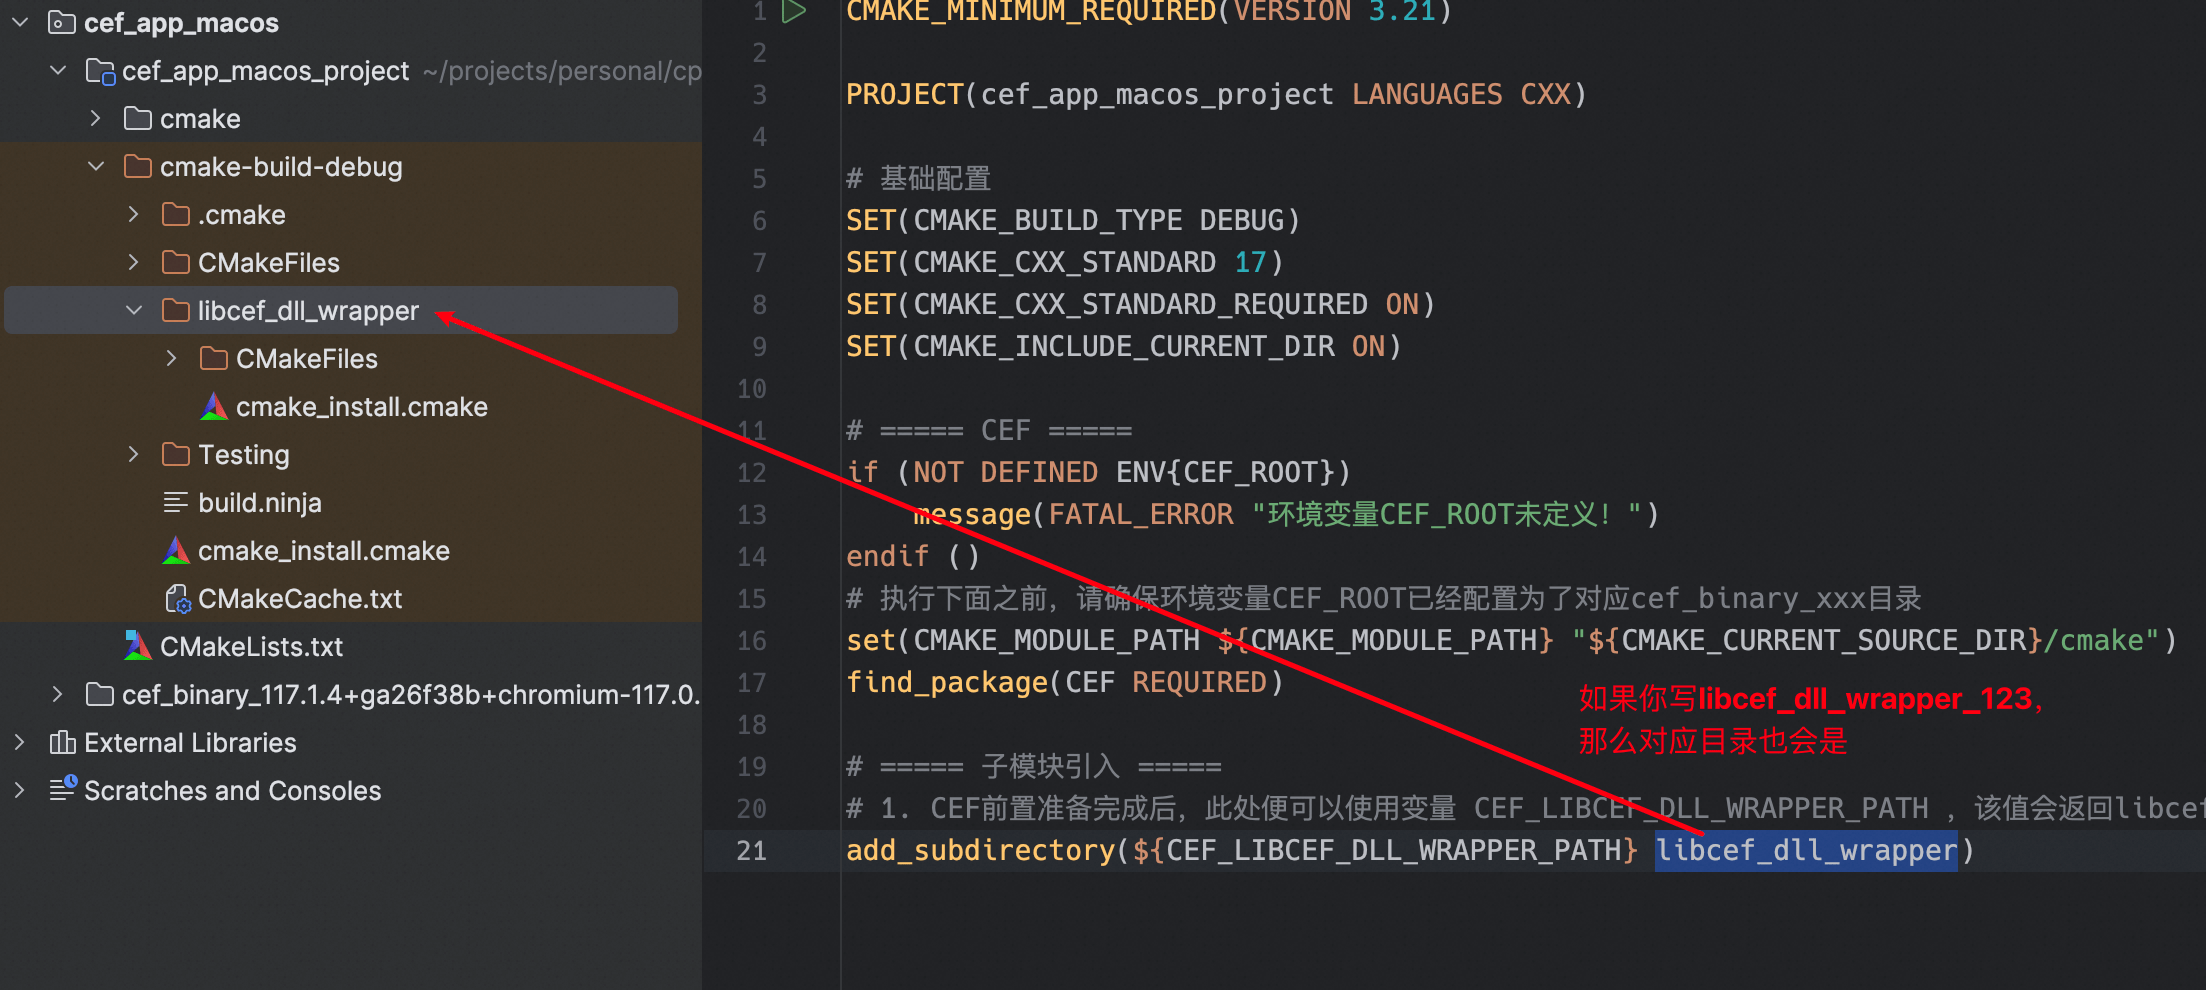 cef_app_macos
cef_app_macos_project ~/projects/personal/cp
cmake
cmake-build-debug
.cmake
CMakeFiles
libcef_dll_wrapper
CMakeFiles
cmake_install.cmake
Testing
build.ninja
cmake_install.cmake
CMakeCache.txt
CMakeLists.txt
cef_binary_117.1.4+ga26f38b+chromium-117.0.
External Libraries
Scratches and Consoles
1 CMAKE_MINIMUM_REQUIRED(VERSION 3.21)
2
3 PROJECT(cef_app_macos_project LANGUAGES CXX)
4
5 # 基础配置
6 SET(CMAKE_BUILD_TYPE DEBUG)
7 SET(CMAKE_CXX_STANDARD 17)
8 SET(CMAKE_CXX_STANDARD_REQUIRED ON)
9 SET(CMAKE_INCLUDE_CURRENT_DIR ON)
10
11 # ===== CEF =====
12 if (NOT DEFINED ENV{CEF_ROOT})
13 message(FATAL_ERROR "环境变量CEF_ROOT未定义！")
14 endif ()
15 # 执行下面之前，请确保环境变量CEF_ROOT已经配置为了对应cef_binary_xxx目录
16 set(CMAKE_MODULE_PATH ${CMAKE_MODULE_PATH} "${CMAKE_CURRENT_SOURCE_DIR}/cmake")
17 find_package(CEF REQUIRED)
18
如果你写libcef_dll_wrapper_123，
那么对应目录也会是
19 # ===== 子模块引入 =====
20 # 1. CEF前置准备完成后，此处便可以使用变量 CEF_LIBCEF_DLL_WRAPPER_PATH ，该值会返回libcef
21 add_subdirectory(${CEF_LIBCEF_DLL_WRAPPER_PATH} libcef_dll_wrapper)